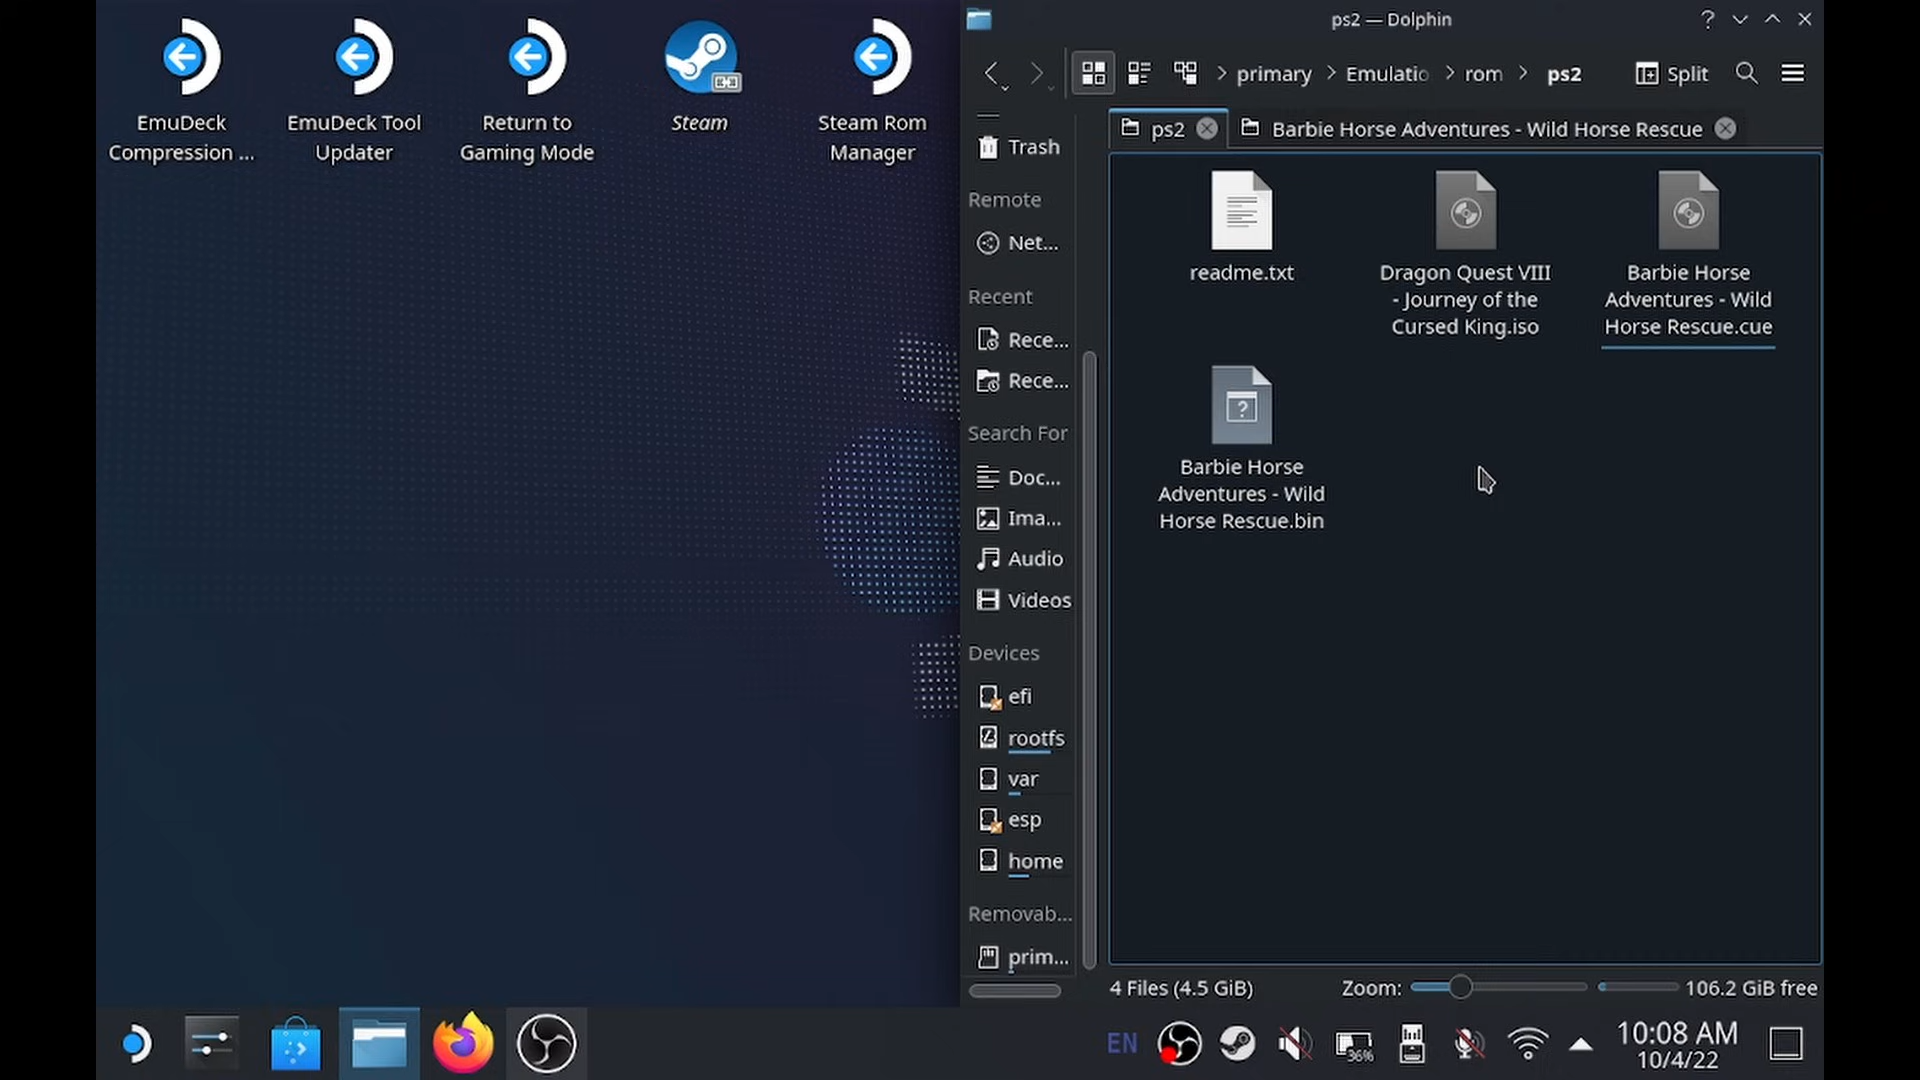 EmuDeck
Compression ...
EmuDeck Tool
Updater
Return to
Gaming Mode
Steam
Steam Rom
Manager
ps2 — Dolphin
primary
Emulatio
rom
ps2
Split
ps2
Barbie Horse Adventures - Wild Horse Rescue
Trash
Remote
Net...
Recent
Rece...
Rece...
Search For
Doc...
Ima...
Audio
Videos
Devices
efi
rootfs
var
esp
home
Removab...
prim...
readme.txt
Dragon Quest VIII
- Journey of the
Cursed King.iso
Barbie Horse
Adventures - Wild
Horse Rescue.cue
Barbie Horse
Adventures - Wild
Horse Rescue.bin
4 Files (4.5 GiB)
Zoom:
106.2 GiB free
EN
36%
10:08 AM
10/4/22